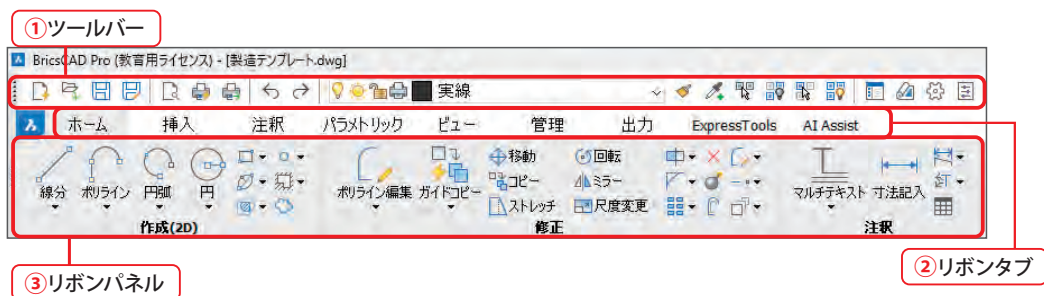 ①ツールバー
BricsCAD Pro (教育用ライセンス) - [製造テンプレート.dwg]
実線
ホーム 挿入 注釈 パラメトリック ビュー 管理 出力 ExpressTools AI Assist
線分 ポリライン 円弧 円 ポリライン編集 ガイドコピー 移動 回転 コピー ミラー ストレッチ 尺度変更 マルチテキスト 寸法記入
作成(2D) 修正 注釈
③リボンパネル ②リボンタブ